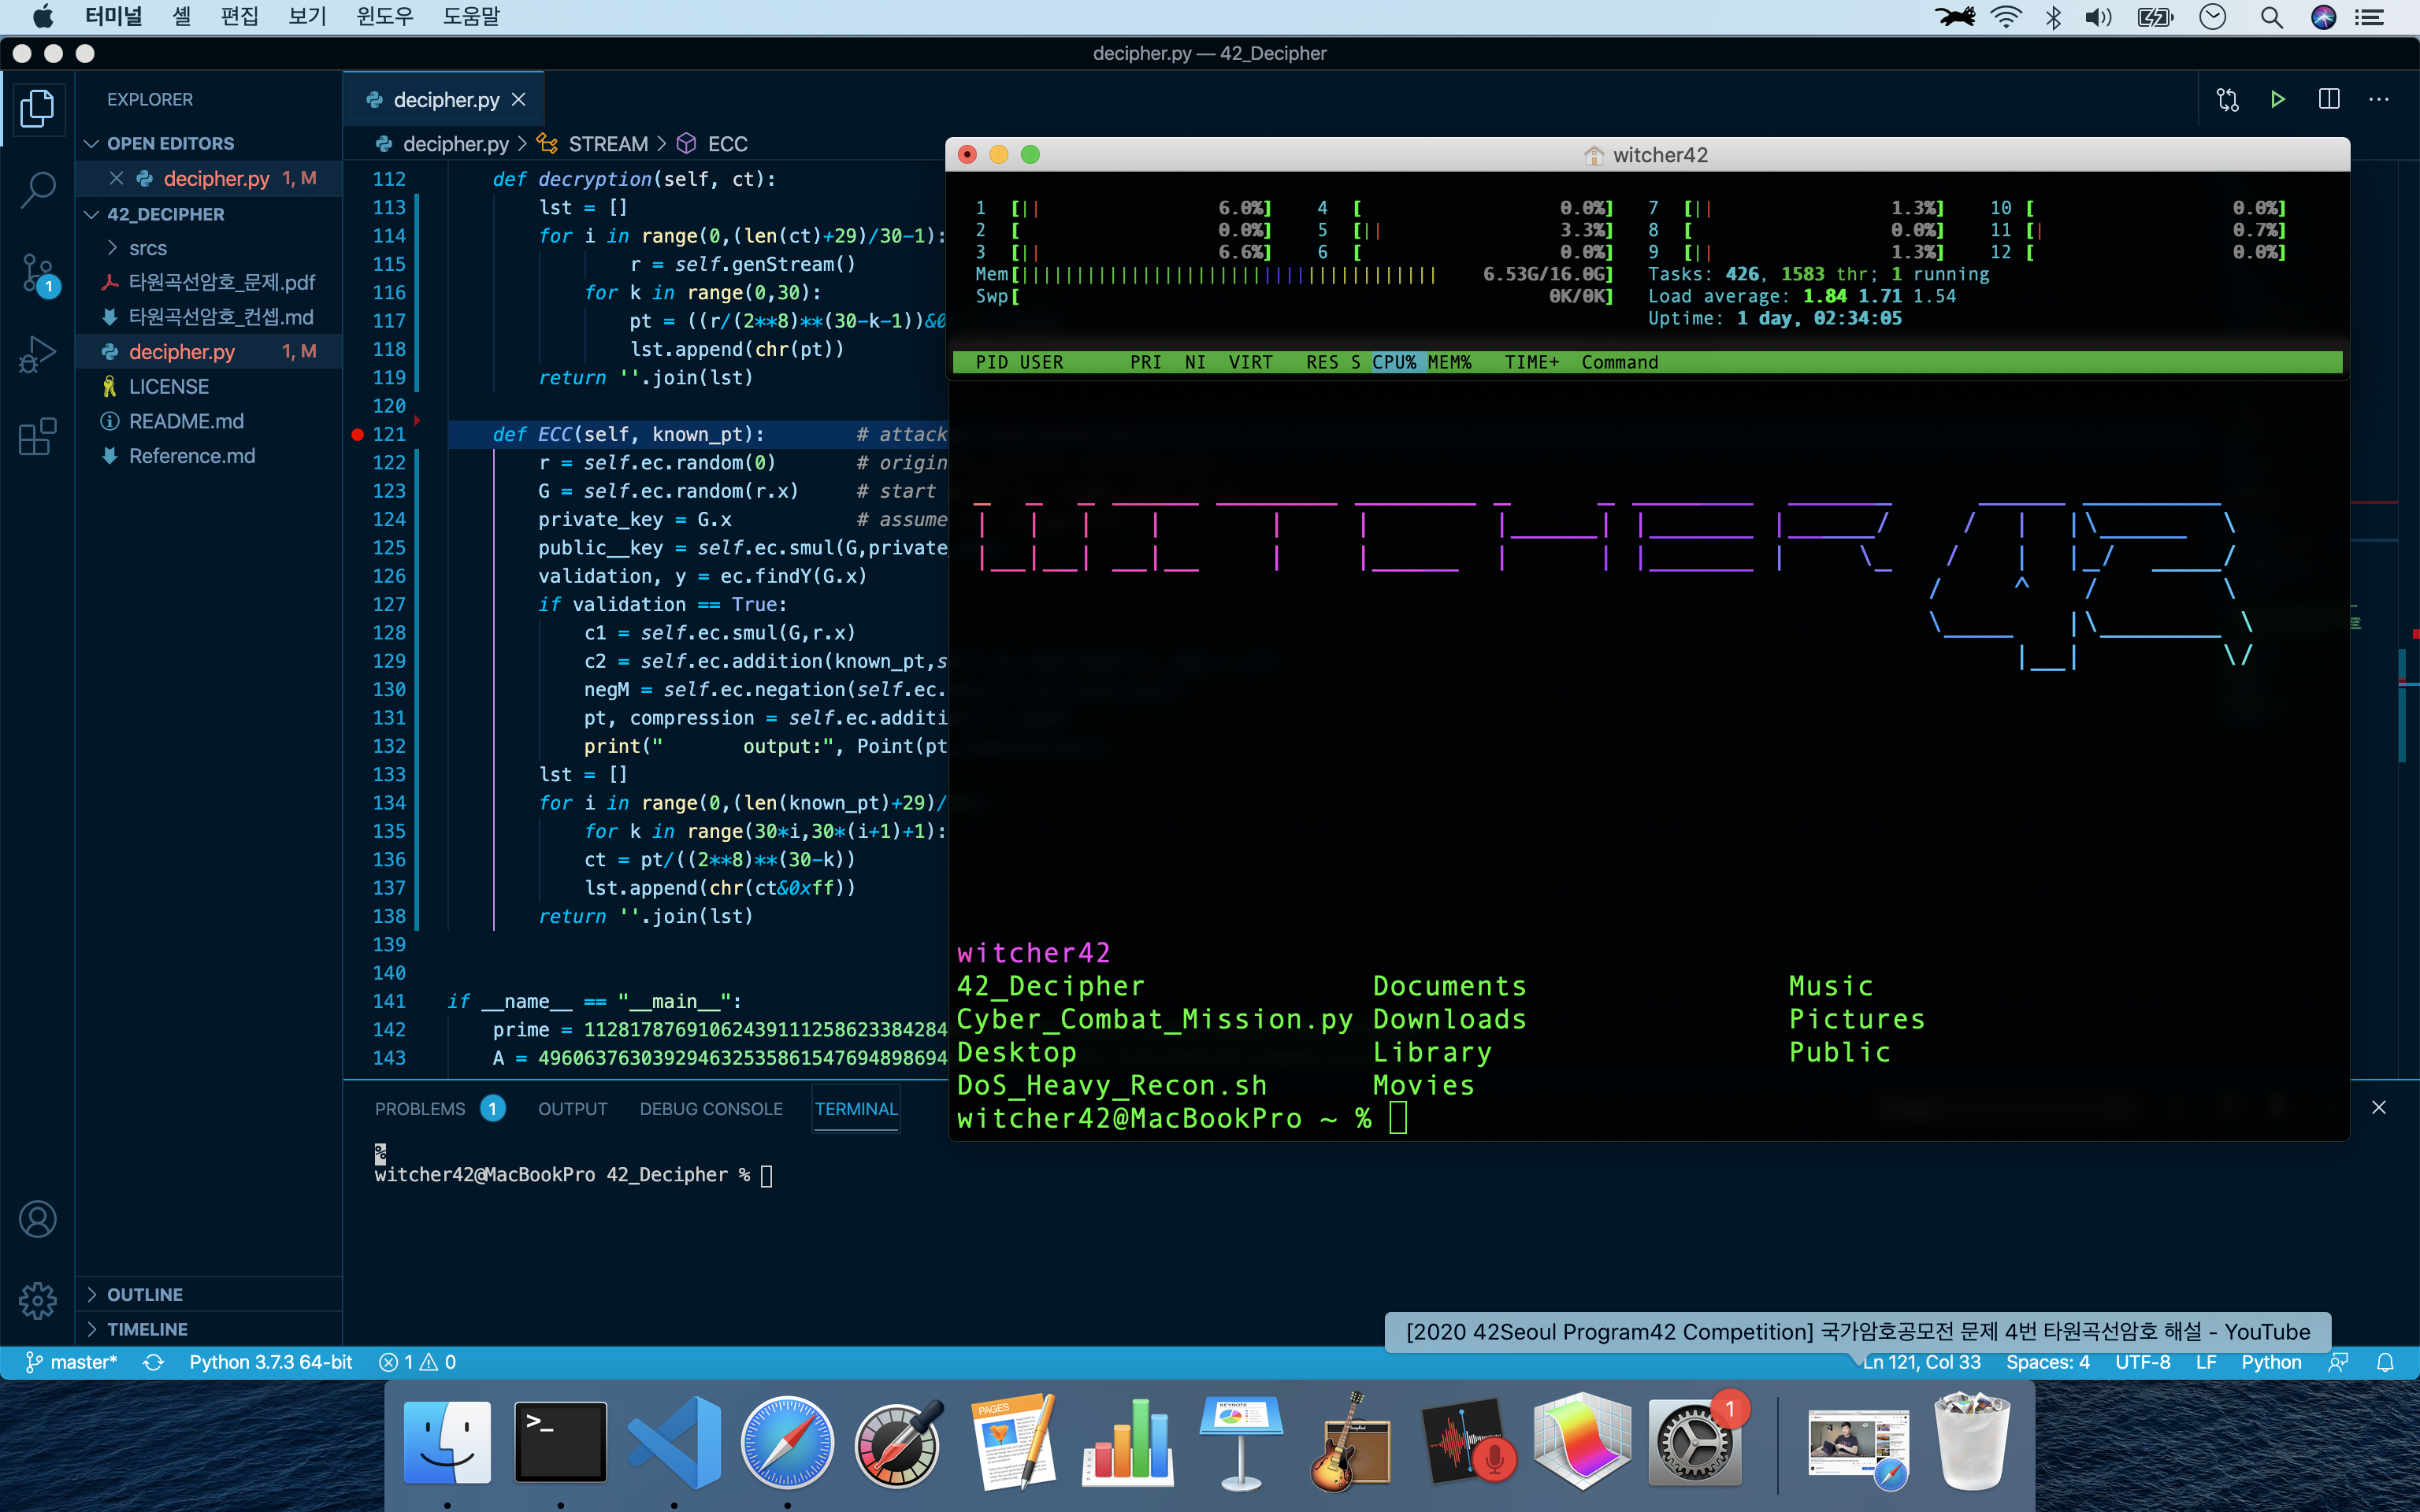 터미널 셸 편집 보기 윈도우 도움말
decipher.py — 42_Decipher
EXPLORER
OPEN EDITORS
decipher.py 1, M
42_DECIPHER
srcs
타원곡선암호_문제.pdf
타원곡선암호_컨셉.md
decipher.py 1, M
LICENSE
README.md
Reference.md
OUTLINE
TIMELINE
decipher.py
decipher.py > STREAM > ECC
112 def decryption(self, ct):
113 lst = []
114 for i in range(0,(len(ct)+29)/30-1):
115 r = self.genStream()
116 for k in range(0,30):
117 pt = ((r/(2**8)**(30-k-1))&0
118 lst.append(chr(pt))
119 return ''.join(lst)
120
121 def ECC(self, known_pt): # attack
122 r = self.ec.random(0) # origin
123 G = self.ec.random(r.x) # start
124 private_key = G.x # assume
125 public__key = self.ec.smul(G,private
126 validation, y = ec.findY(G.x)
127 if validation == True:
128 c1 = self.ec.smul(G,r.x)
129 c2 = self.ec.addition(known_pt,s
130 negM = self.ec.negation(self.ec.
131 pt, compression = self.ec.additi
132 print(" output:", Point(pt
133 lst = []
134 for i in range(0,(len(known_pt)+29)/
135 for k in range(30*i,30*(i+1)+1):
136 ct = pt/((2**8)**(30-k))
137 lst.append(chr(ct&0xff))
138 return ''.join(lst)
139
140
141 if __name__ == "__main__":
142 prime = 11281787691062439111258623384284
143 A = 496063763039294632535861547694898694
PROBLEMS 1 OUTPUT DEBUG CONSOLE TERMINAL
%
witcher42@MacBookPro 42_Decipher %
witcher42
1 [|| 6.0%] 4 [ 0.0%] 7 [|| 1.3%] 10 [ 0.0%]
2 [ 0.0%] 5 [|| 3.3%] 8 [ 0.0%] 11 [| 0.7%]
3 [|| 6.6%] 6 [ 0.0%] 9 [|| 1.3%] 12 [ 0.0%]
Mem[ 6.53G/16.0G] Tasks: 426, 1583 thr; 1 running
Swp[ 0K/0K] Load average: 1.84 1.71 1.54
Uptime: 1 day, 02:34:05
PID USER PRI NI VIRT RES S CPU% MEM% TIME+ Command
WITCHER42
witcher42
42_Decipher Documents Music
Cyber_Combat_Mission.py Downloads Pictures
Desktop Library Public
DoS_Heavy_Recon.sh Movies
witcher42@MacBookPro ~ %
[2020 42Seoul Program42 Competition] 국가암호공모전 문제 4번 타원곡선암호 해설 - YouTube
master* Python 3.7.3 64-bit 1 0 Ln 121, Col 33 Spaces: 4 UTF-8 LF Python
1
>_
PAGES
KEYNOTE
1